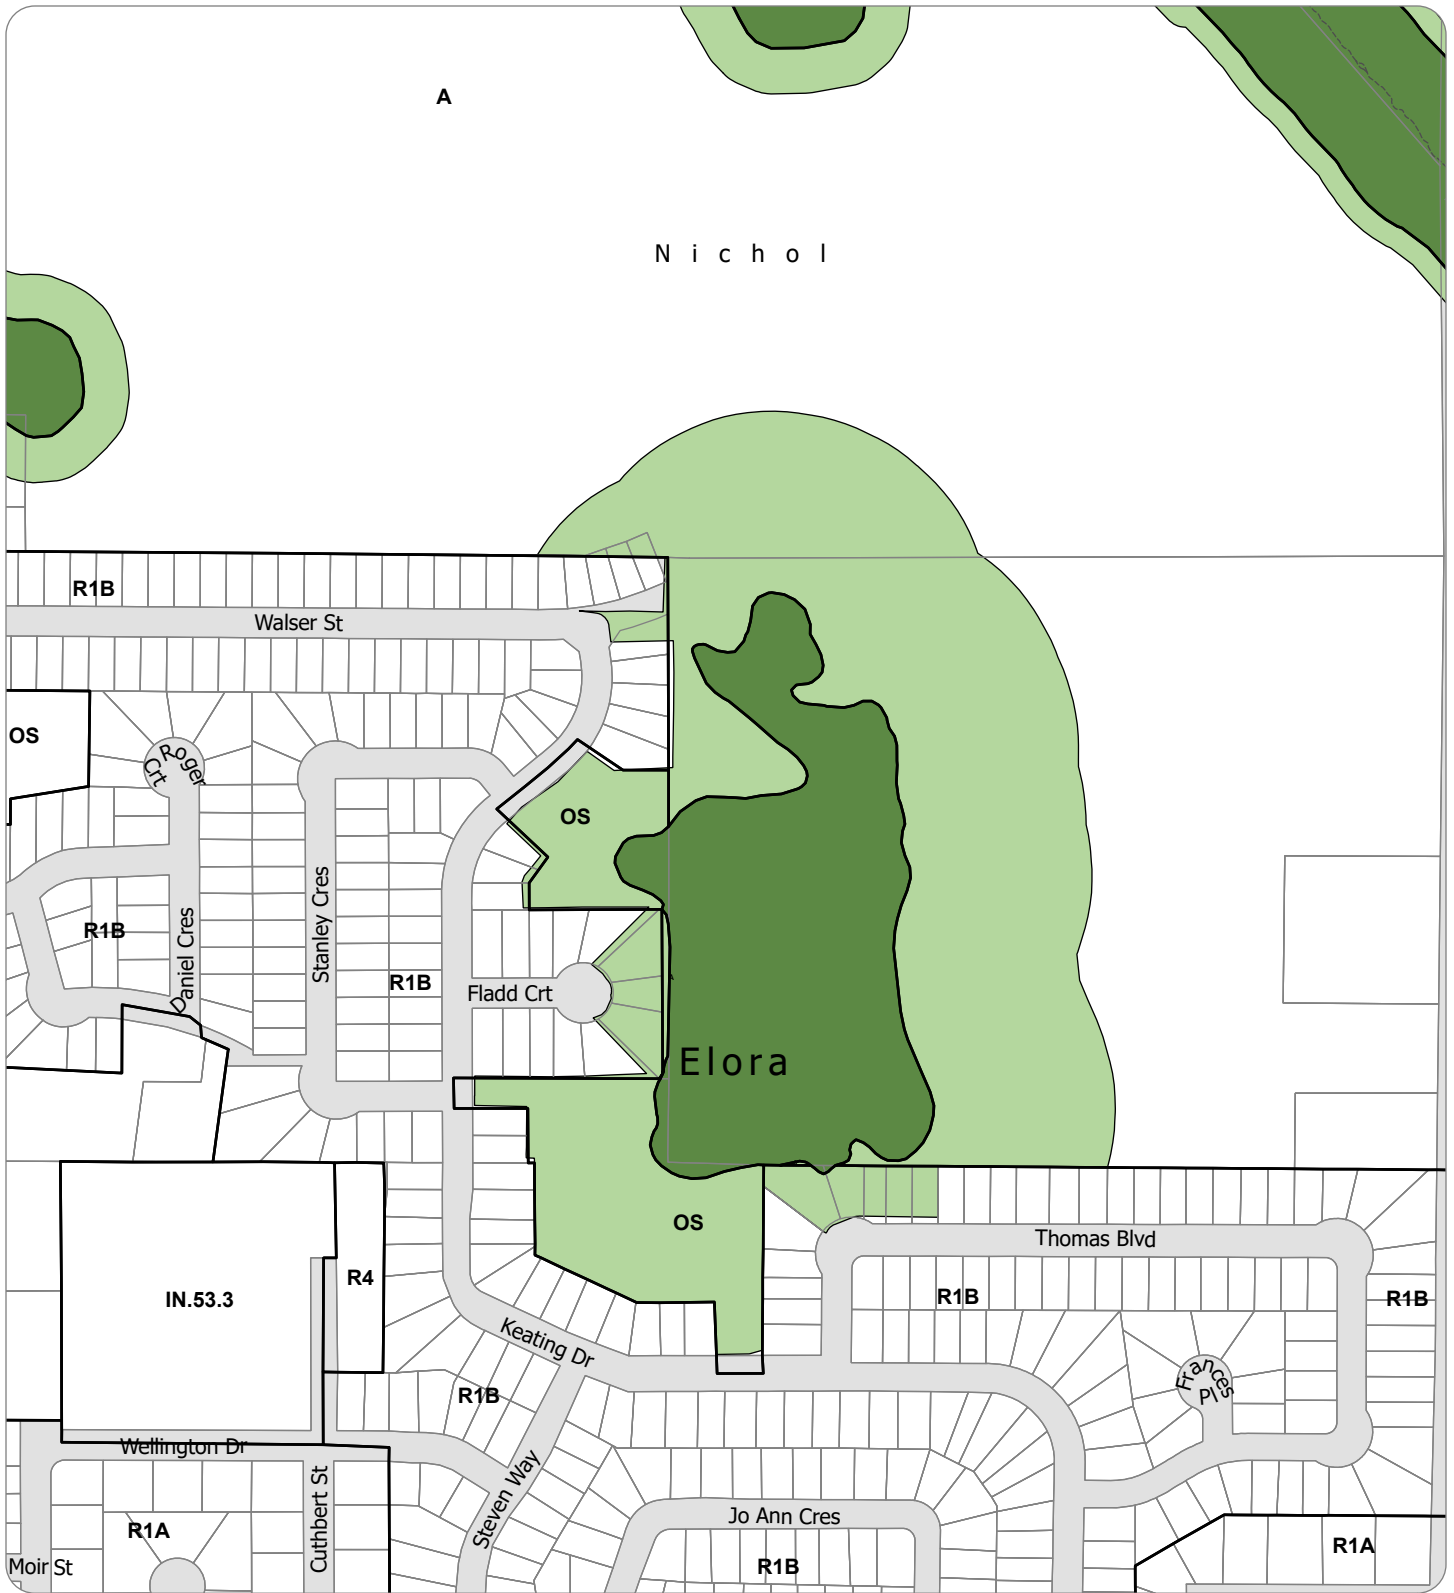 A
Nichol
R1B
Walser St
OS
Roger
Crt
OS
Stanley Cres
Daniel Cres
R1B
R1B
Fladd Crt
Elora
OS
Thomas Blvd
R4
IN.53.3
R1B
R1B
Keating Dr
Frances
Pl
R1B
Wellington Dr
Steven Way
Cuthbert St
Jo Ann Cres
R1A
R1A
Moir St
R1B